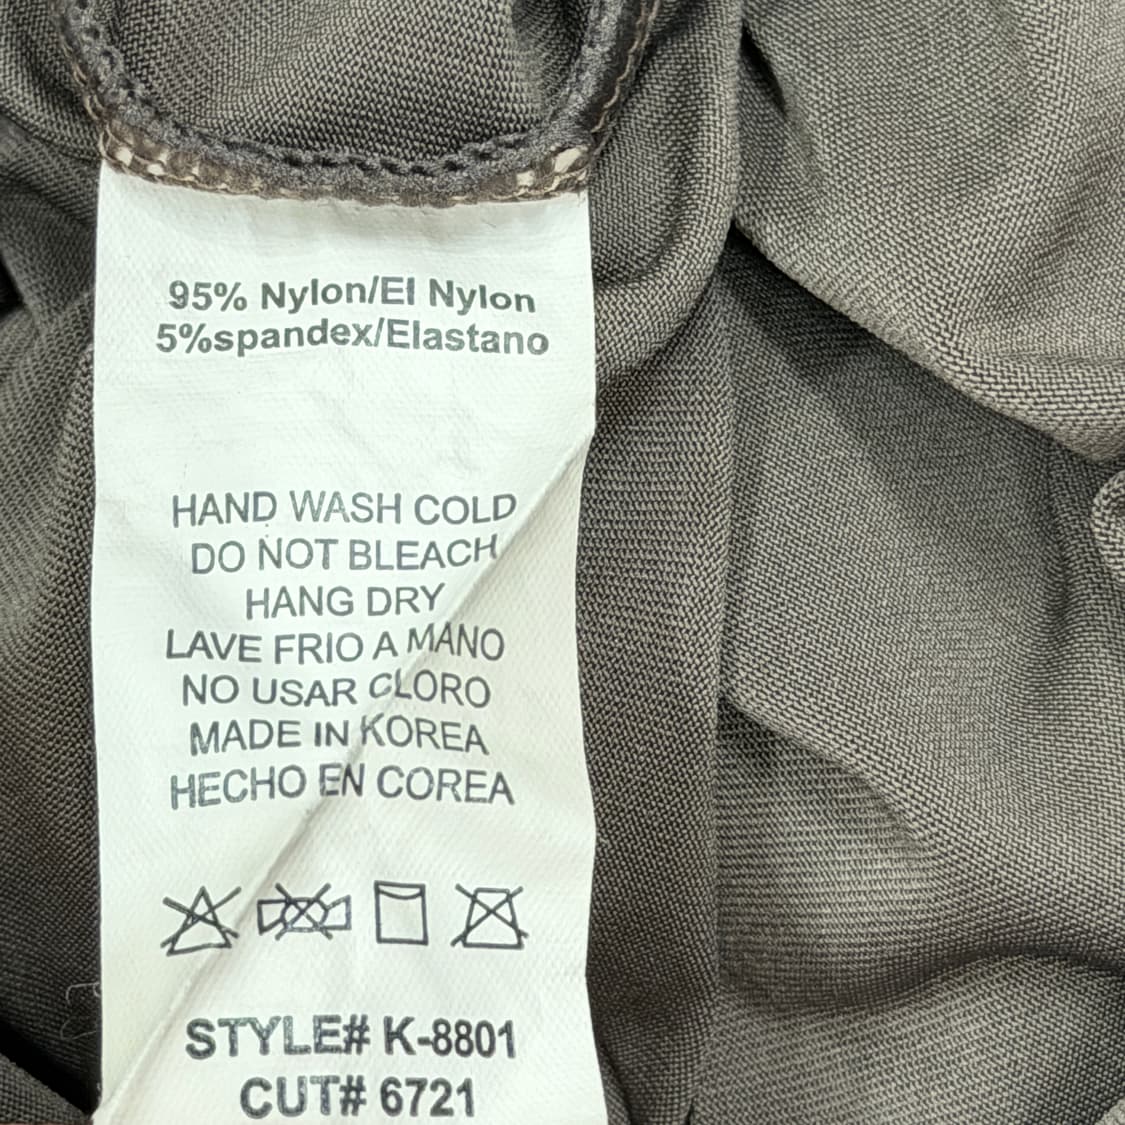 95% Nylon/El Nylon
5%spandex/Elastano
HAND WASH COLD
DO NOT BLEACH
HANG DRY
LAVE FRIO A MANO
NO USAR CLORO
MADE IN KOREA
HECHO EN COREA
STYLE# K-8801
CUT# 6721